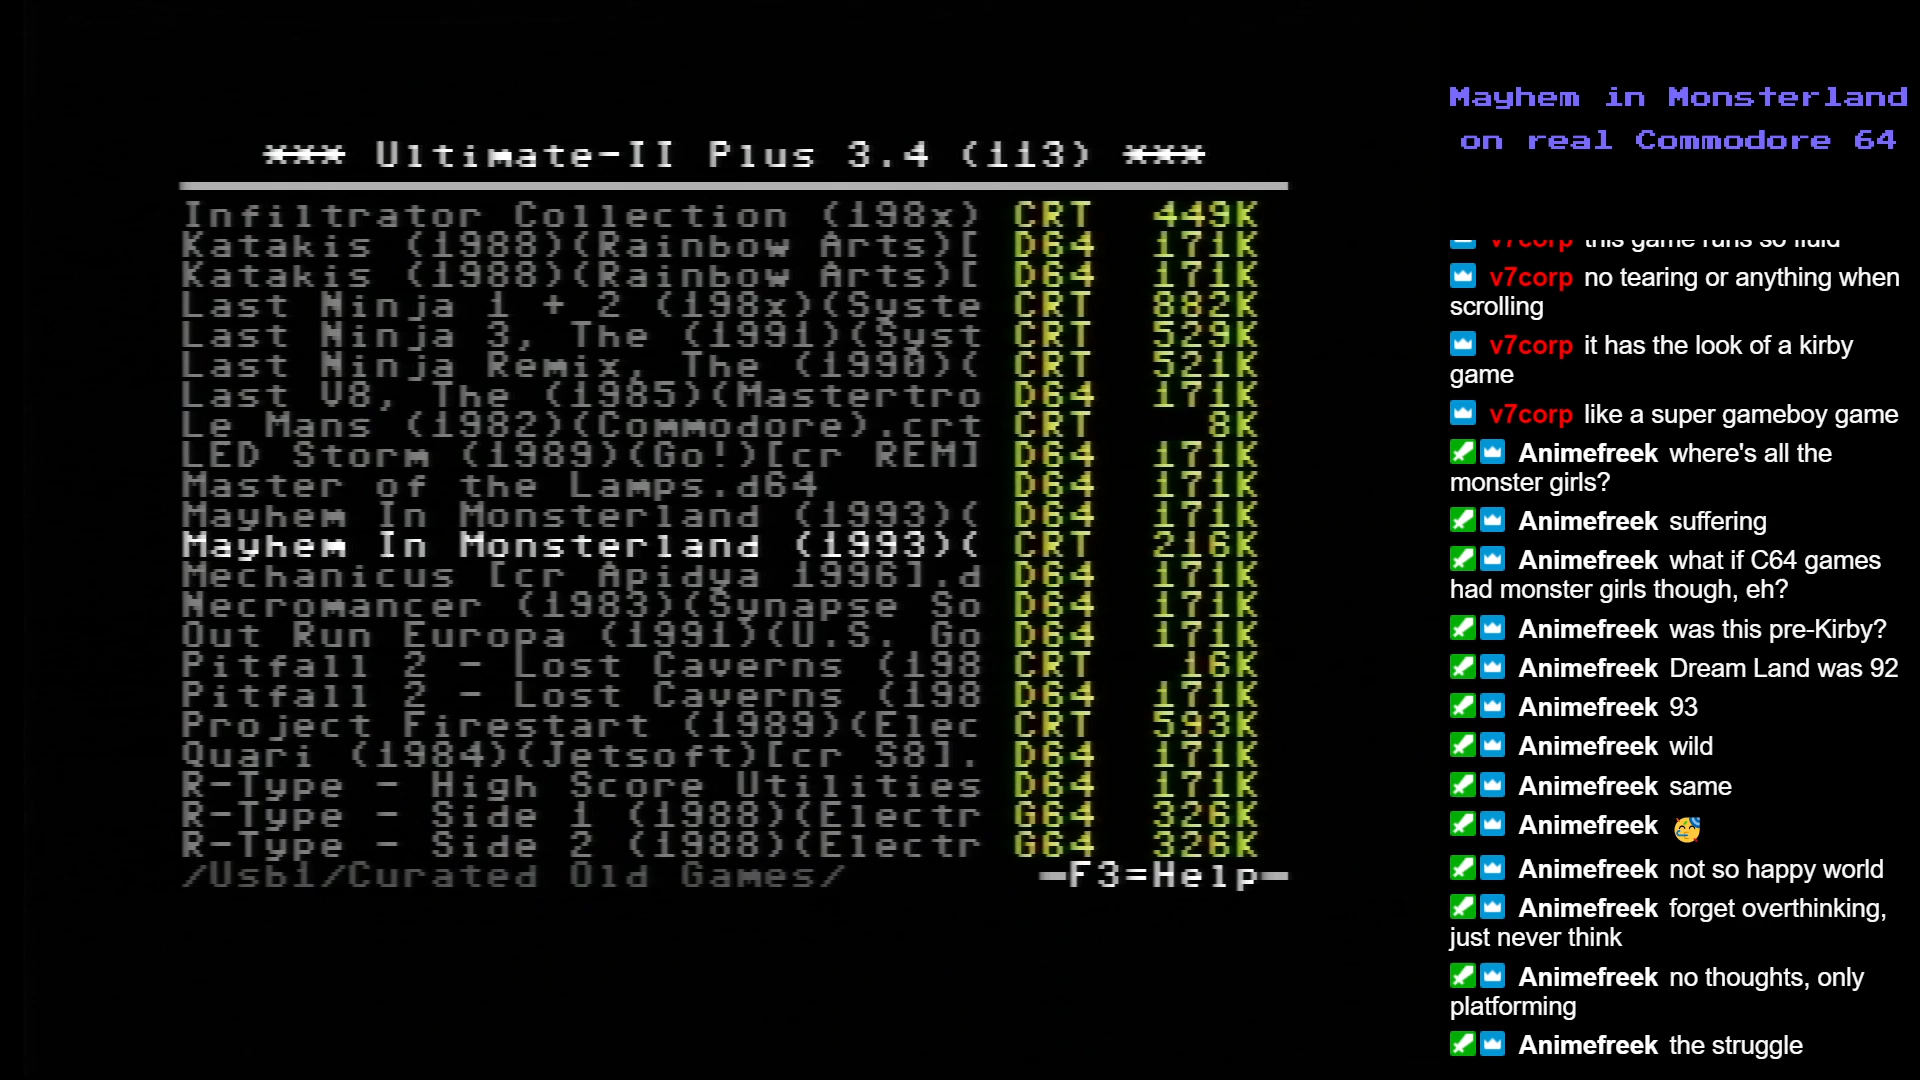 Mayhem in Monsterland
on real Commodore 64
*** Ultimate-II Plus 3.4 (113) ***
Infiltrator Collection (198x) CRT 449K
Katakis (1988)(Rainbow Arts)[ D64 171K
Katakis (1988)(Rainbow Arts)[ D64 171K
Last Ninja 1 + 2 (198x)(Syste CRT 882K
Last Ninja 3, The (1991)(Syst CRT 529K
Last Ninja Remix, The (1990)( CRT 521K
Last V8, The (1985)(Mastertro D64 171K
Le Mans (1982)(Commodore).crt CRT 8K
LED Storm (1989)(Go!)[cr REM] D64 171K
Master of the Lamps.d64 D64 171K
Mayhem In Monsterland (1993)( D64 171K
Mayhem In Monsterland (1993)( CRT 216K
Mechanicus [cr Apidya 1996].d D64 171K
Necromancer (1983)(Synapse So D64 171K
Out Run Europa (1991)(U.S. Go D64 171K
Pitfall 2 - Lost Caverns (198 CRT 16K
Pitfall 2 - Lost Caverns (198 D64 171K
Project Firestart (1989)(Elec CRT 593K
Quari (1984)(Jetsoft)[cr S8]. D64 171K
R-Type - High Score Utilities D64 171K
R-Type - Side 1 (1988)(Electr G64 326K
R-Type - Side 2 (1988)(Electr G64 326K
/Usb1/Curated Old Games/ F3=Help
v7corp this game runs so fluid
v7corp no tearing or anything when
scrolling
v7corp it has the look of a kirby
game
v7corp like a super gameboy game
Animefreek where's all the
monster girls?
Animefreek suffering
Animefreek what if C64 games
had monster girls though, eh?
Animefreek was this pre-Kirby?
Animefreek Dream Land was 92
Animefreek 93
Animefreek wild
Animefreek same
Animefreek 🥳
Animefreek not so happy world
Animefreek forget overthinking,
just never think
Animefreek no thoughts, only
platforming
Animefreek the struggle